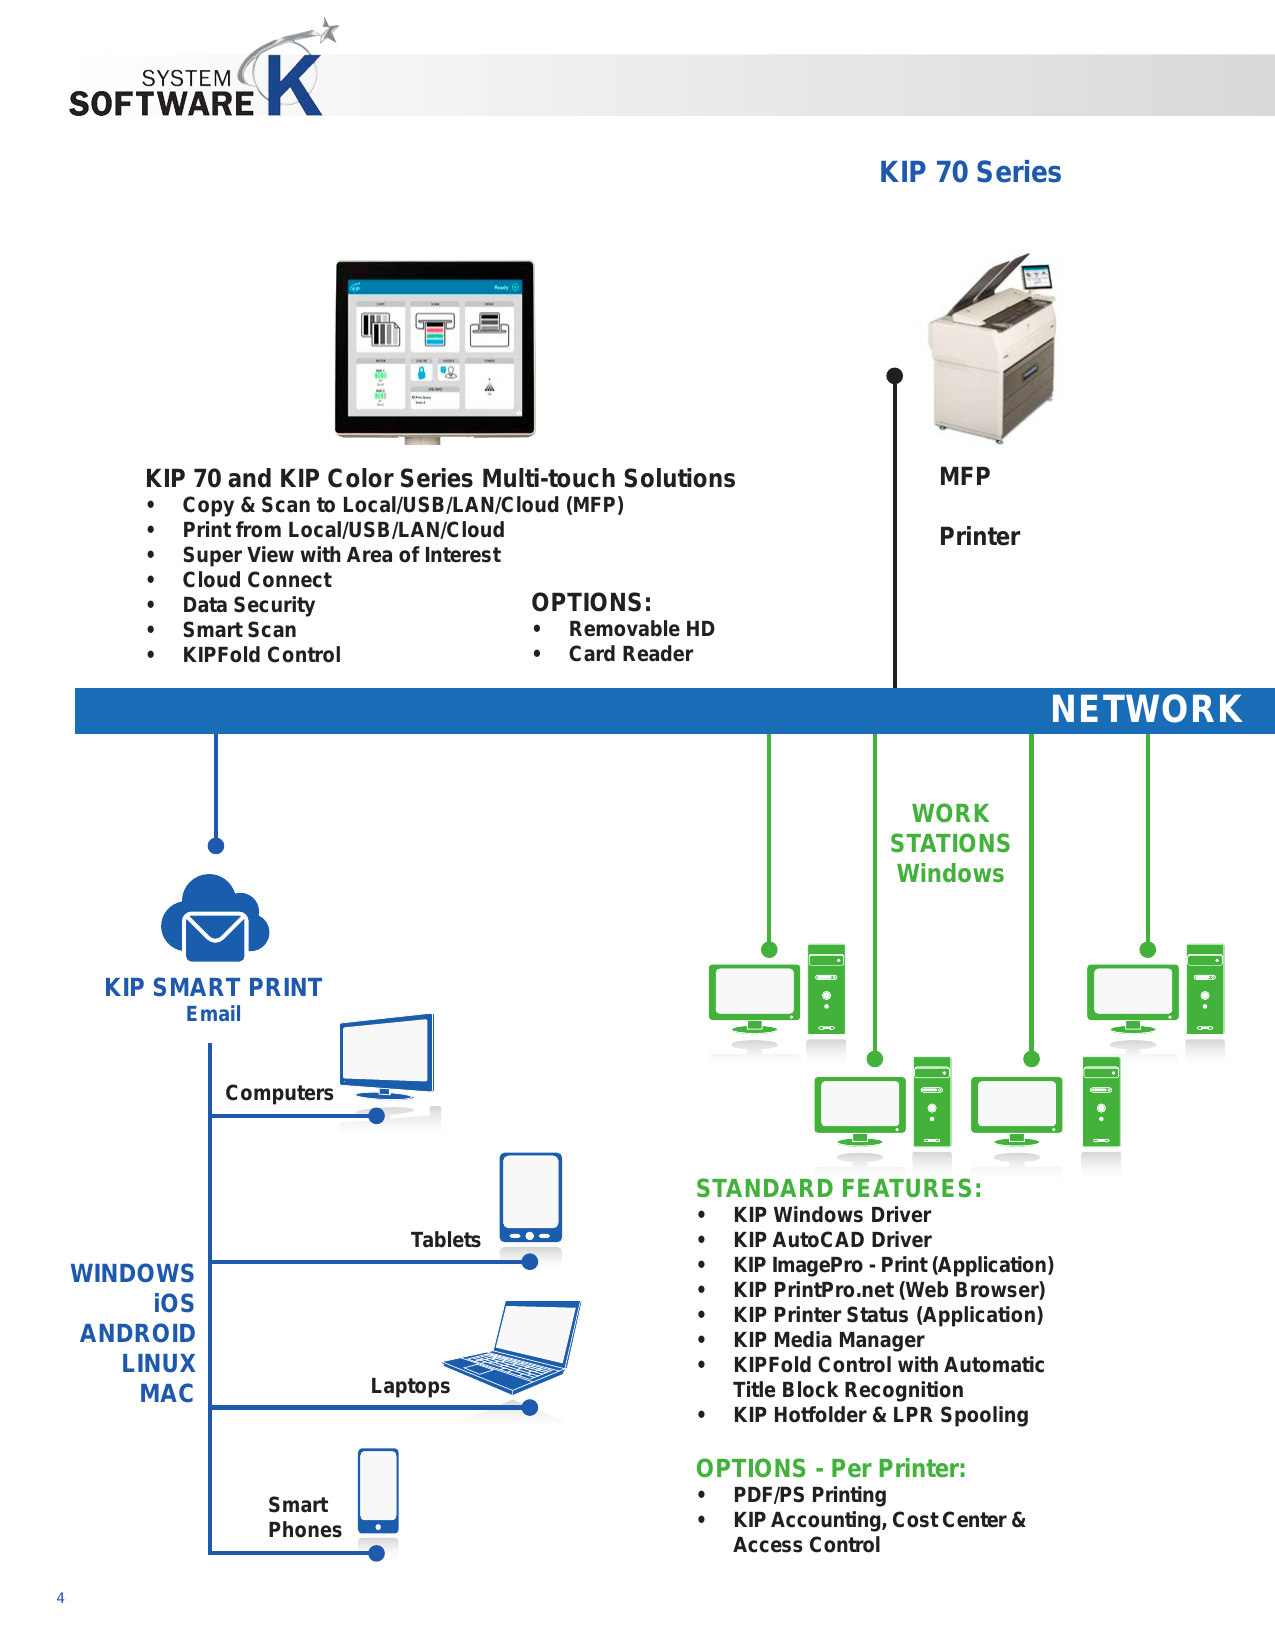 SYSTEM
SOFTWARE K
KIP 70 Series
KIP
Ready
COPY
SCAN
PRINT
KIP 70 and KIP Color Series Multi-touch Solutions
• Copy & Scan to Local/USB/LAN/Cloud (MFP)
• Print from Local/USB/LAN/Cloud
• Super View with Area of Interest
• Cloud Connect
• Data Security
• Smart Scan
• KIPFold Control
OPTIONS:
• Removable HD
• Card Reader
MFP
Printer
NETWORK
WORK
STATIONS
Windows
KIP SMART PRINT
Email
Computers
Tablets
WINDOWS
iOS
ANDROID
LINUX
MAC
Laptops
Smart
Phones
STANDARD FEATURES:
• KIP Windows Driver
• KIP AutoCAD Driver
• KIP ImagePro - Print (Application)
• KIP PrintPro.net (Web Browser)
• KIP Printer Status (Application)
• KIP Media Manager
• KIPFold Control with Automatic
Title Block Recognition
• KIP Hotfolder & LPR Spooling
OPTIONS - Per Printer:
• PDF/PS Printing
• KIP Accounting, Cost Center &
Access Control
4